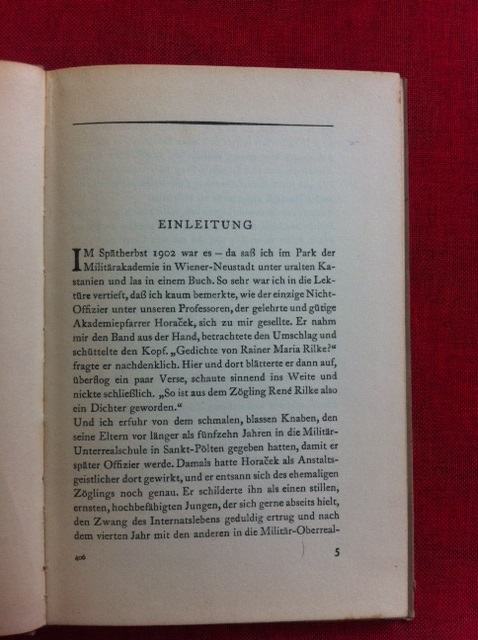 EINLEITUNG
IM Spätherbst 1902 war es – da saß ich im Park der
Militärakademie in Wiener-Neustadt unter uralten Ka-
stanien und las in einem Buch. So sehr war ich in die Lek-
türe vertieft, daß ich kaum bemerkte, wie der einzige Nicht-
Offizier unter unseren Professoren, der gelehrte und gütige
Akademiepfarrer Horaček, sich zu mir gesellte. Er nahm
mir den Band aus der Hand, betrachtete den Umschlag und
schüttelte den Kopf. „Gedichte von Rainer Maria Rilke?“
fragte er nachdenklich. Hier und dort blätterte er dann auf,
überflog ein paar Verse, schaute sinnend ins Weite und
nickte schließlich. „So ist aus dem Zögling René Rilke also
ein Dichter geworden.“
Und ich erfuhr von dem schmalen, blassen Knaben, den
seine Eltern vor länger als fünfzehn Jahren in die Militär-
Unterrealschule in Sankt-Pölten gegeben hatten, damit er
später Offizier werde. Damals hatte Horaček als Anstalts-
geistlicher dort gewirkt, und er entsann sich des ehemaligen
Zöglings noch genau. Er schilderte ihn als einen stillen,
ernsten, hochbefähigten Jungen, der sich gerne abseits hielt,
den Zwang des Internatslebens geduldig ertrug und nach
dem vierten Jahr mit den anderen in die Militär-Oberreal-
406
5